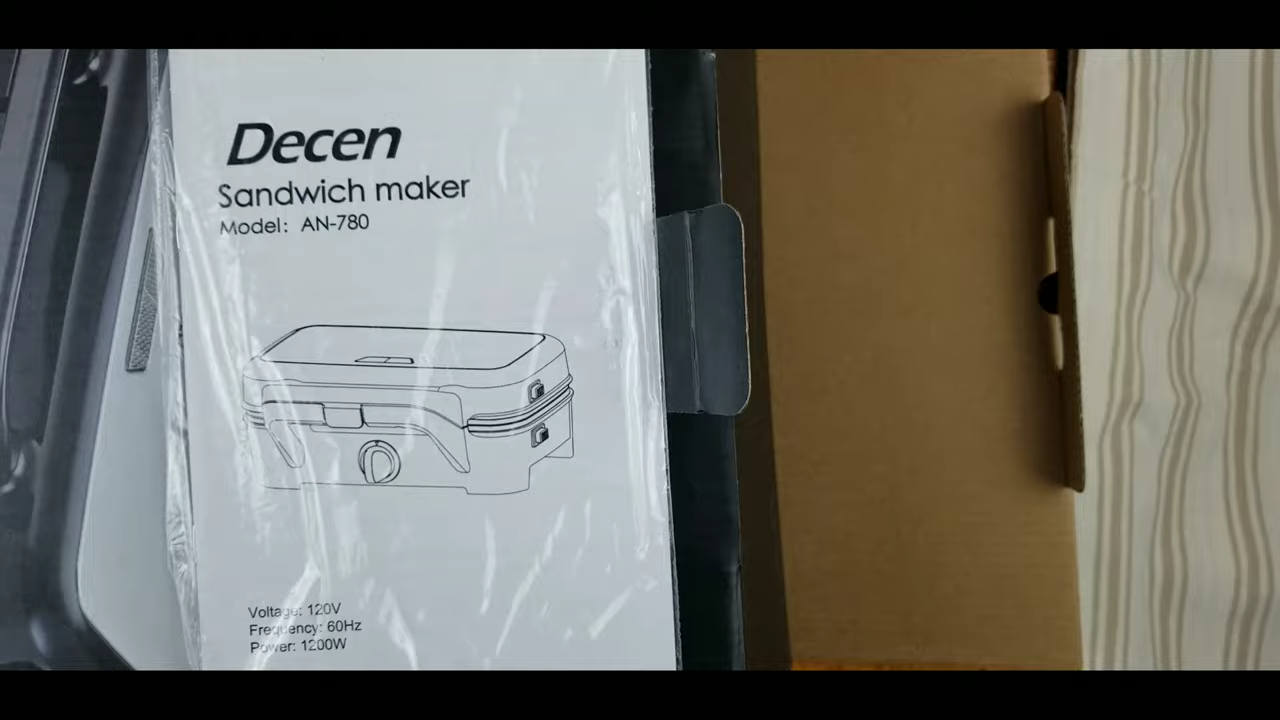 Decen
Sandwich maker
Model: AN-780
Voltage: 120V
Frequency: 60Hz
Power: 1200W